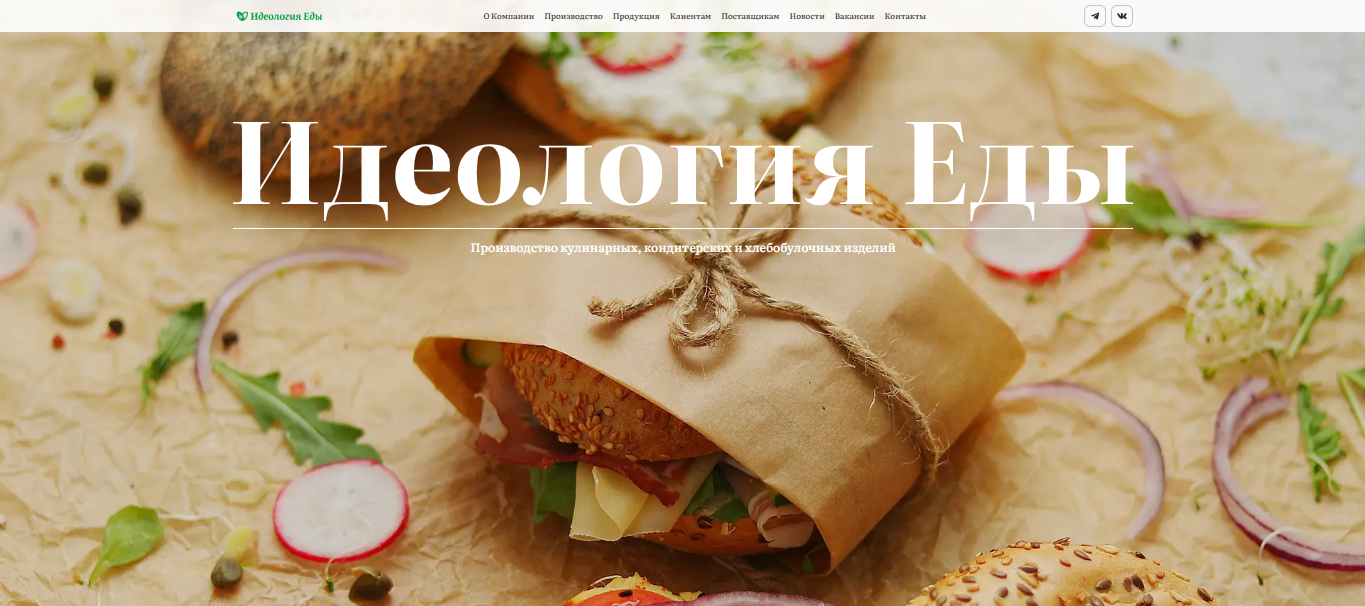 Идеология Еды
О Компании Производство Продукция Клиентам Поставщикам Новости Вакансии Контакты
Идеология Еды
Производство кулинарных, кондитерских и хлебобулочных изделий